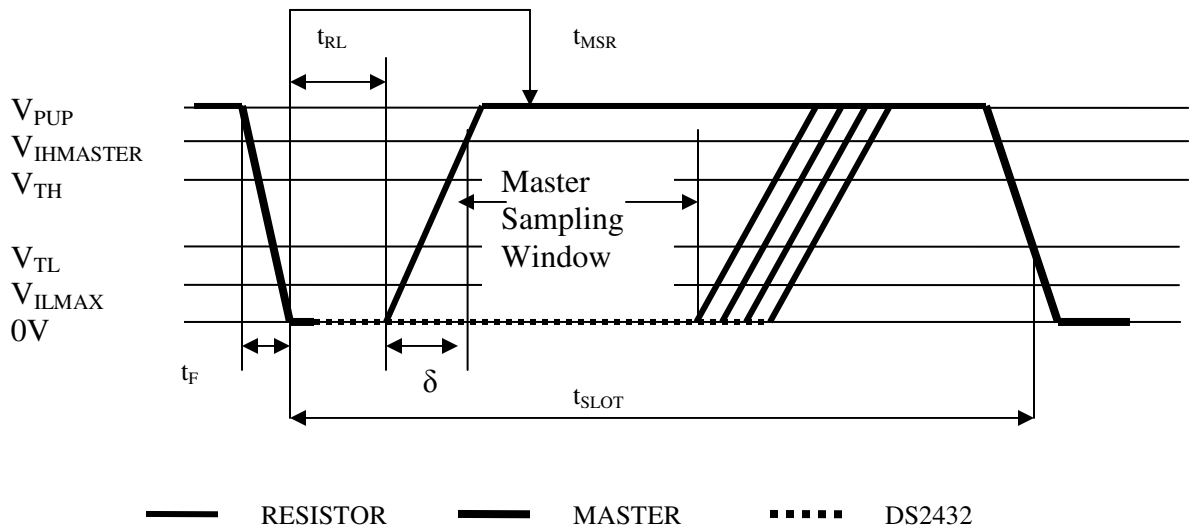 t_RL
t_MSR
V_PUP
V_IHMASTER
V_TH
V_TL
V_ILMAX
0V
Master
Sampling
Window
t_F
δ
t_SLOT
RESISTOR MASTER DS2432